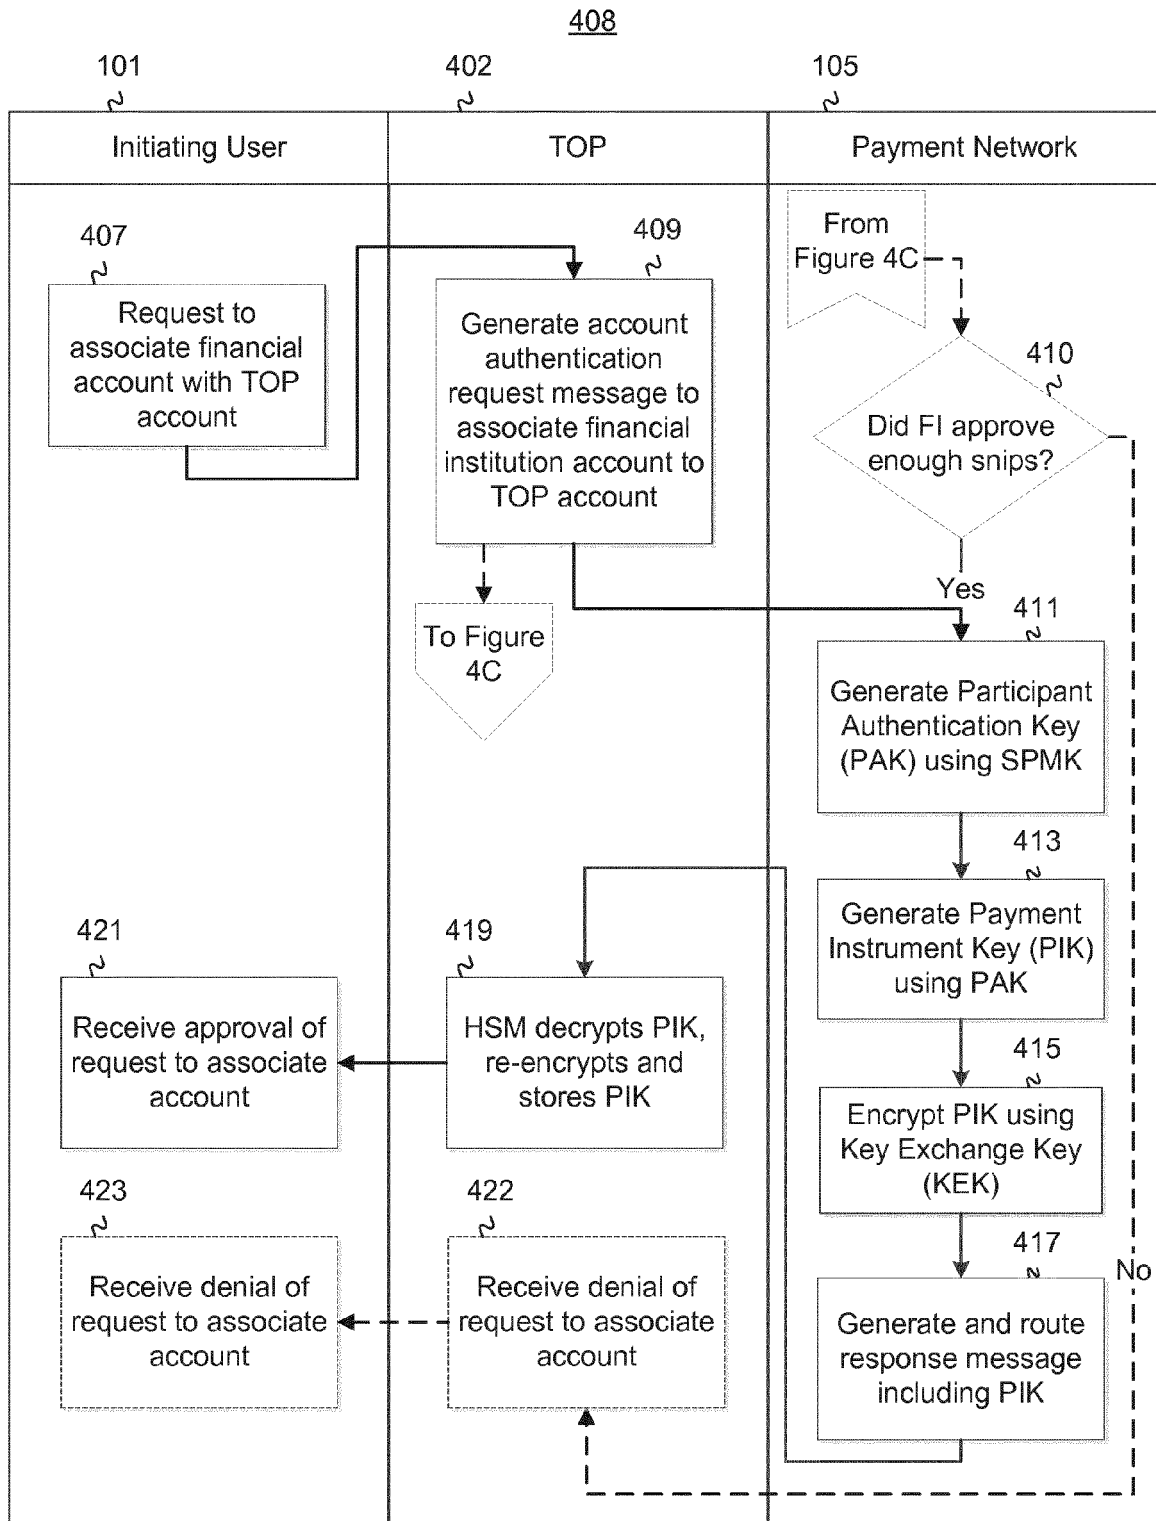 408
101
402
105
Initiating User
TOP
Payment Network
407
Request to
associate financial
account with TOP
account
409
Generate account
authentication
request message to
associate financial
institution account to
TOP account
To Figure
4C
From
Figure 4C
410
Did FI approve
enough snips?
Yes
411
Generate Participant
Authentication Key
(PAK) using SPMK
413
Generate Payment
Instrument Key (PIK)
using PAK
415
Encrypt PIK using
Key Exchange Key
(KEK)
417
No
Generate and route
response message
including PIK
419
HSM decrypts PIK,
re-encrypts and
stores PIK
421
Receive approval of
request to associate
account
422
Receive denial of
request to associate
account
423
Receive denial of
request to associate
account